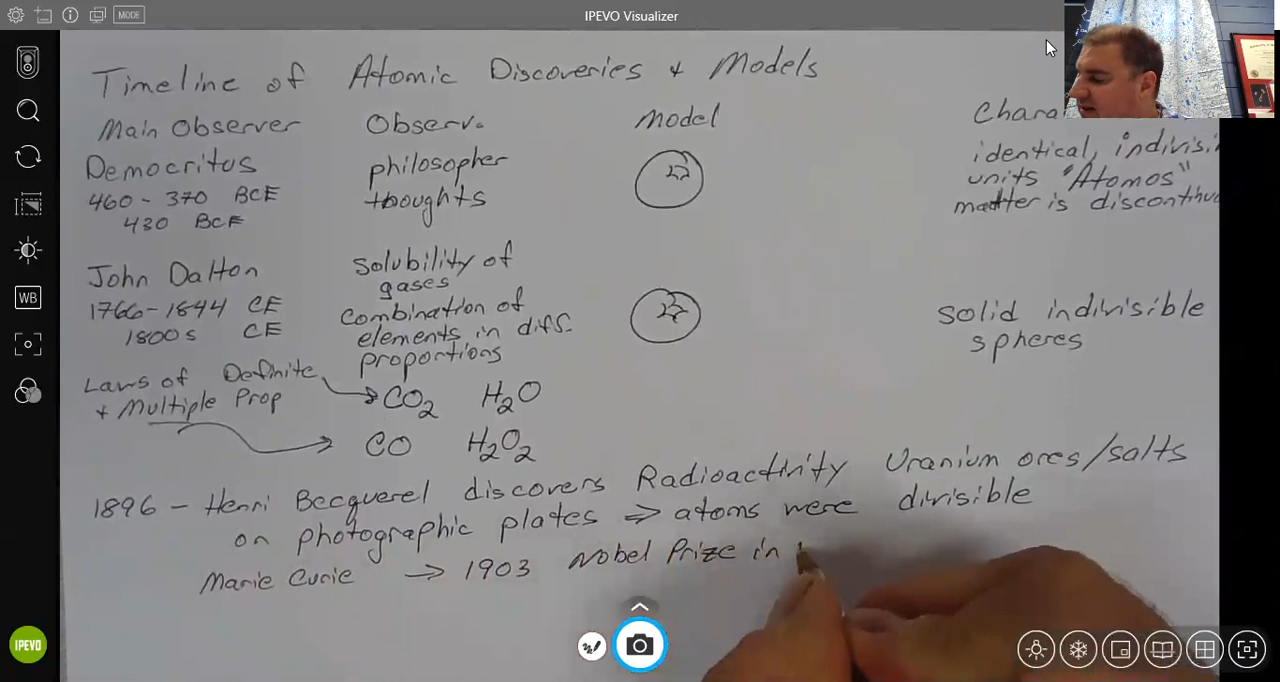 MODE
IPEVO Visualizer
Timeline of Atomic Discoveries + Models
Main Observer Observ. Model
Democritus
460 - 370 BCE
430 BCE
philosopher
thoughts
identical,
units "Atomos"
matter is
John Dalton
1766-1844 CE
1800s CE
Solubility of
gases
combination of
elements in diff.
proportions
solid indivisible
spheres
Laws of Definite
+ Multiple Prop
CO2 H2O
CO H2O2
1896 - Henri Becquerel discovers Radioactivity Uranium ores/salts
on photographic plates => atoms were divisible
Marie Curie → 1903 Nobel Prize in
WB
IPEVO